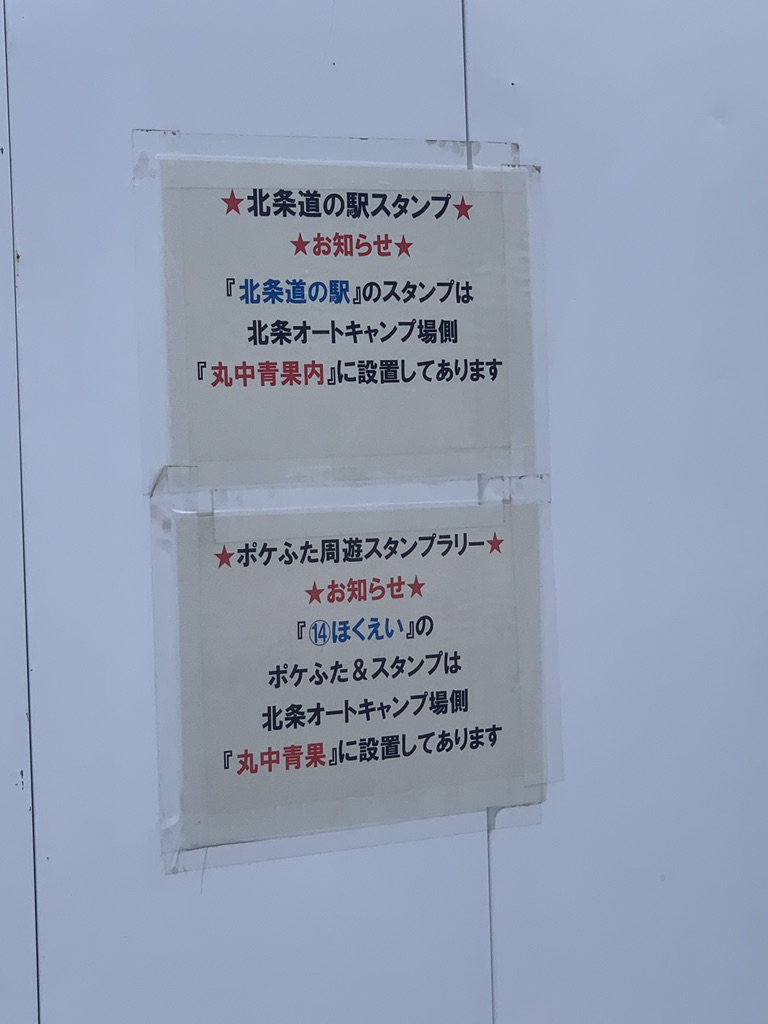 ★北条道の駅スタンプ★
★お知らせ★
『北条道の駅』のスタンプは
北条オートキャンプ場側
『丸中青果内』に設置してあります
★ポケふた周遊スタンプラリー★
★お知らせ★
『⑭ほくえい』の
ポケふた＆スタンプは
北条オートキャンプ場側
『丸中青果』に設置してあります